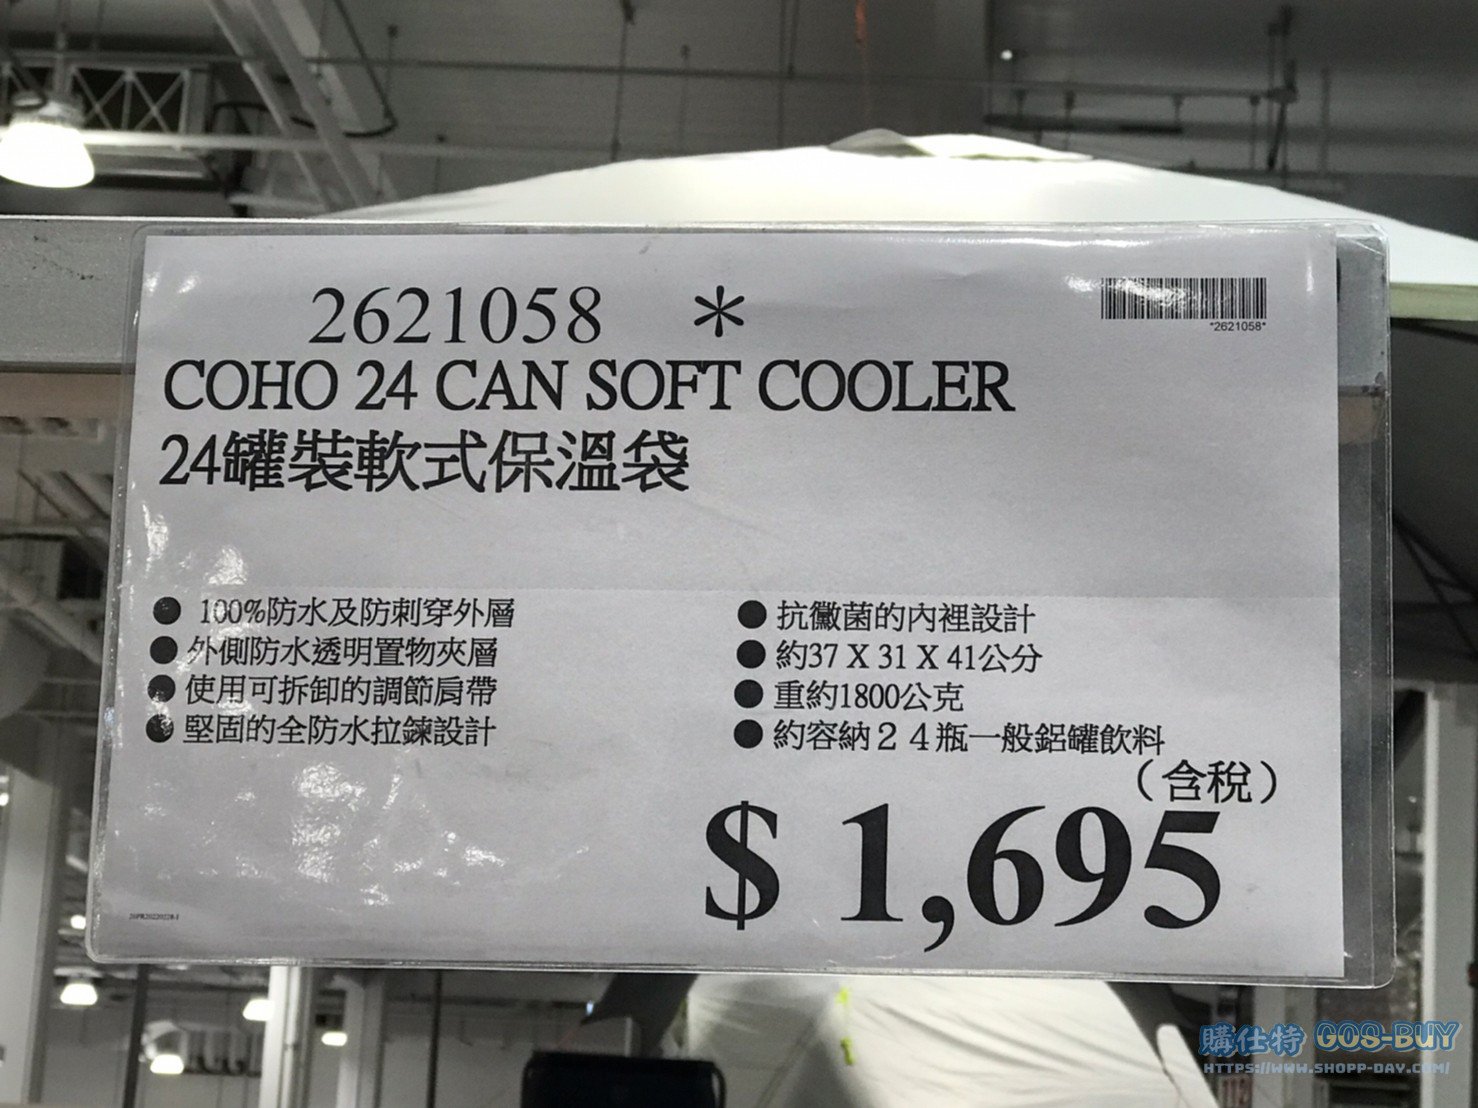 2621058 *
*2621058*
COHO 24 CAN SOFT COOLER
24罐裝軟式保溫袋
● 100%防水及防刺穿外層
● 外側防水透明置物夾層
● 使用可拆卸的調節肩帶
● 堅固的全防水拉鍊設計
● 抗黴菌的內裡設計
● 約37 X 31 X 41公分
● 重約1800公克
● 約容納２４瓶一般鋁罐飲料
（含稅）
$ 1,695
20PR20220228-1
購仕特 GOS-BUY
HTTPS://WWW.SHOPP-DAY.COM/